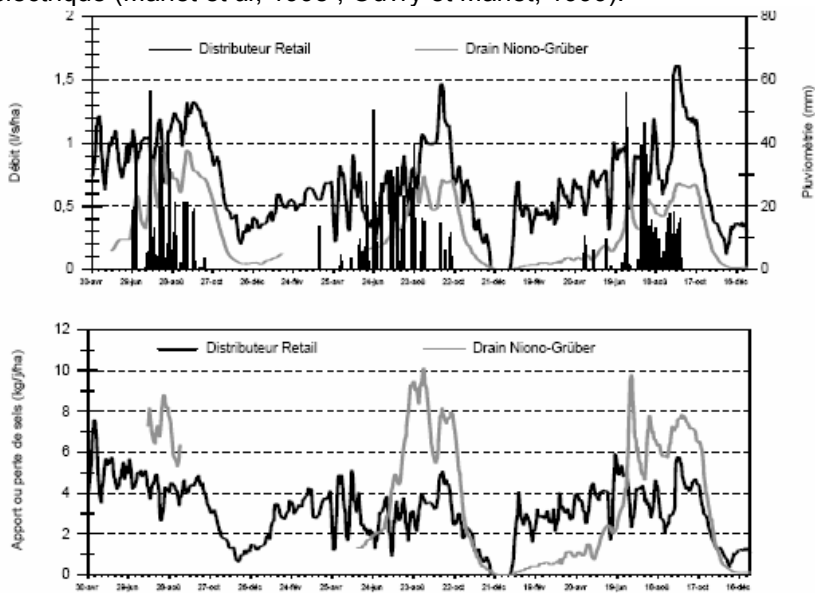 électrique (Marlet et al, 1998 ; Guvry et Marlet, 1999).
2
1,5
1
0,5
0
Débit (l/s/ha)
Distributeur Retail
Drain Niono-Grüber
80
60
40
20
0
Pluviométrie (mm)
30-avr 29-jun 28-aoû 27-oct 26-déc 24-fév 25-avr 24-jun 23-aoû 22-oct 21-déc 19-fév 20-avr 19-jun 18-aoû 17-oct 16-déc
12
10
8
6
4
2
0
Apport ou perte de sels (kg/j/ha)
Distributeur Retail
Drain Niono-Grüber
30-avr 29-jun 28-aoû 27-oct 26-déc 24-fév 25-avr 24-jun 23-aoû 22-oct 21-déc 19-fév 20-avr 19-jun 18-aoû 17-oct 16-déc